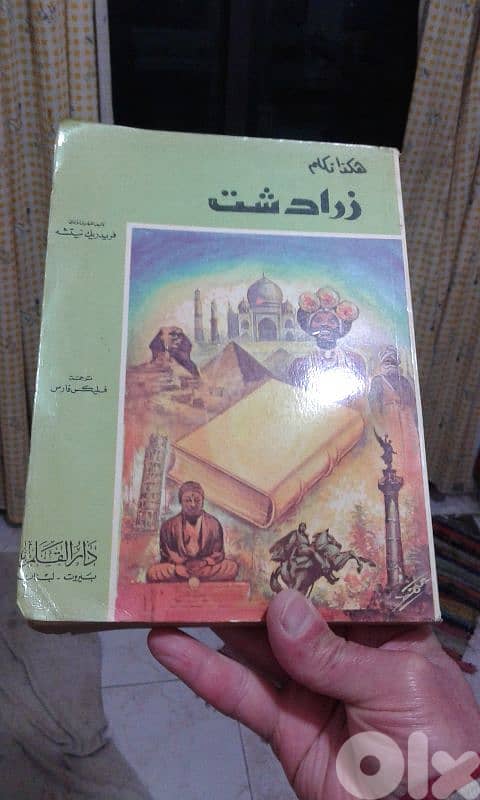 هكذا تكلم
زرادشت
فريدريك نيتشه
ترجمة
فليكس فارس
دار القلم
بيروت - لبنان
olx